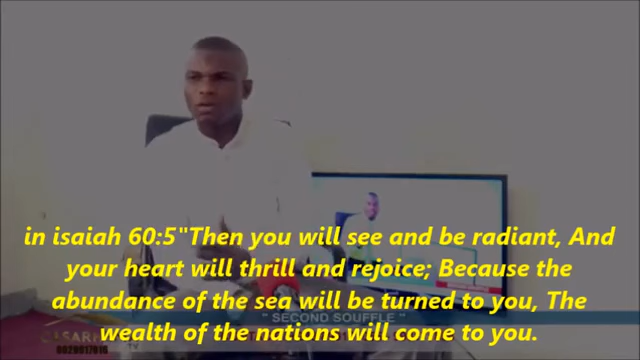 in isaiah 60:5"Then you will see and be radiant, And
your heart will thrill and rejoice; Because the
abundance of the sea will be turned to you, The
" SECOND SOUFFLE "
wealth of the nations will come to you.